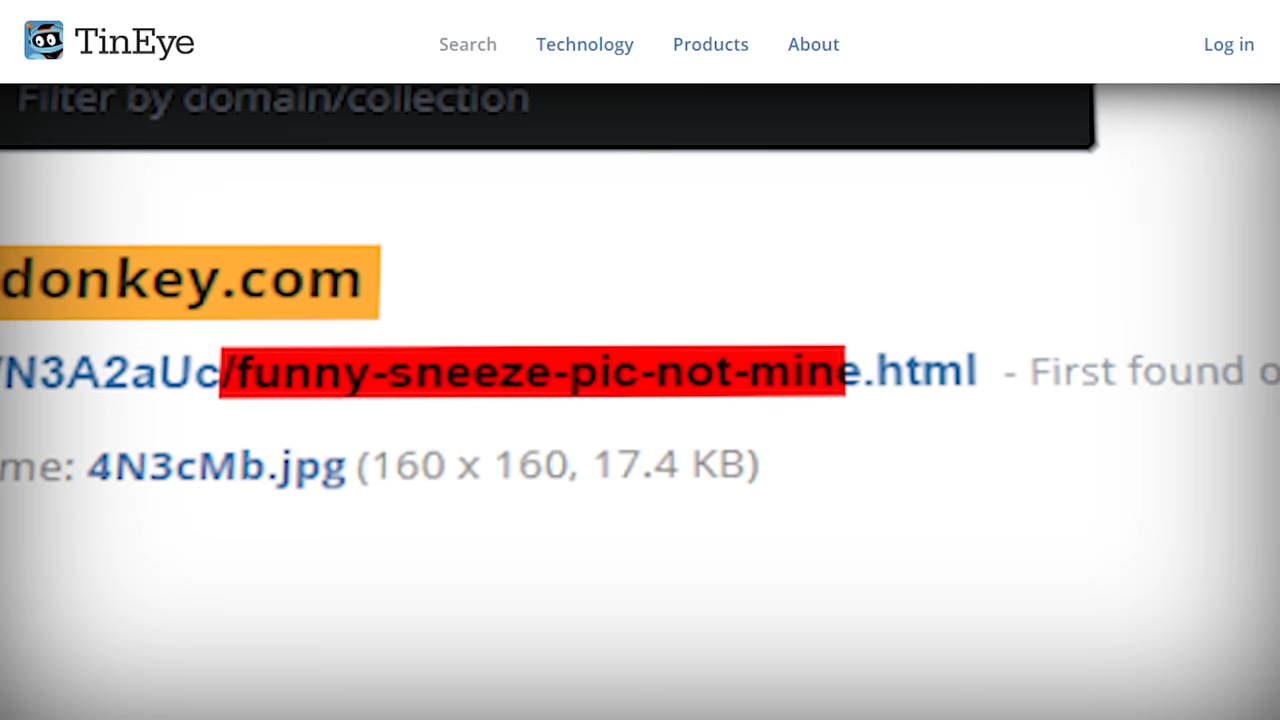 TinEye
Search Technology Products About Log in
Filter by domain/collection
donkey.com
/N3A2aUc/funny-sneeze-pic-not-mine.html - First found o
me: 4N3cMb.jpg (160 x 160, 17.4 KB)